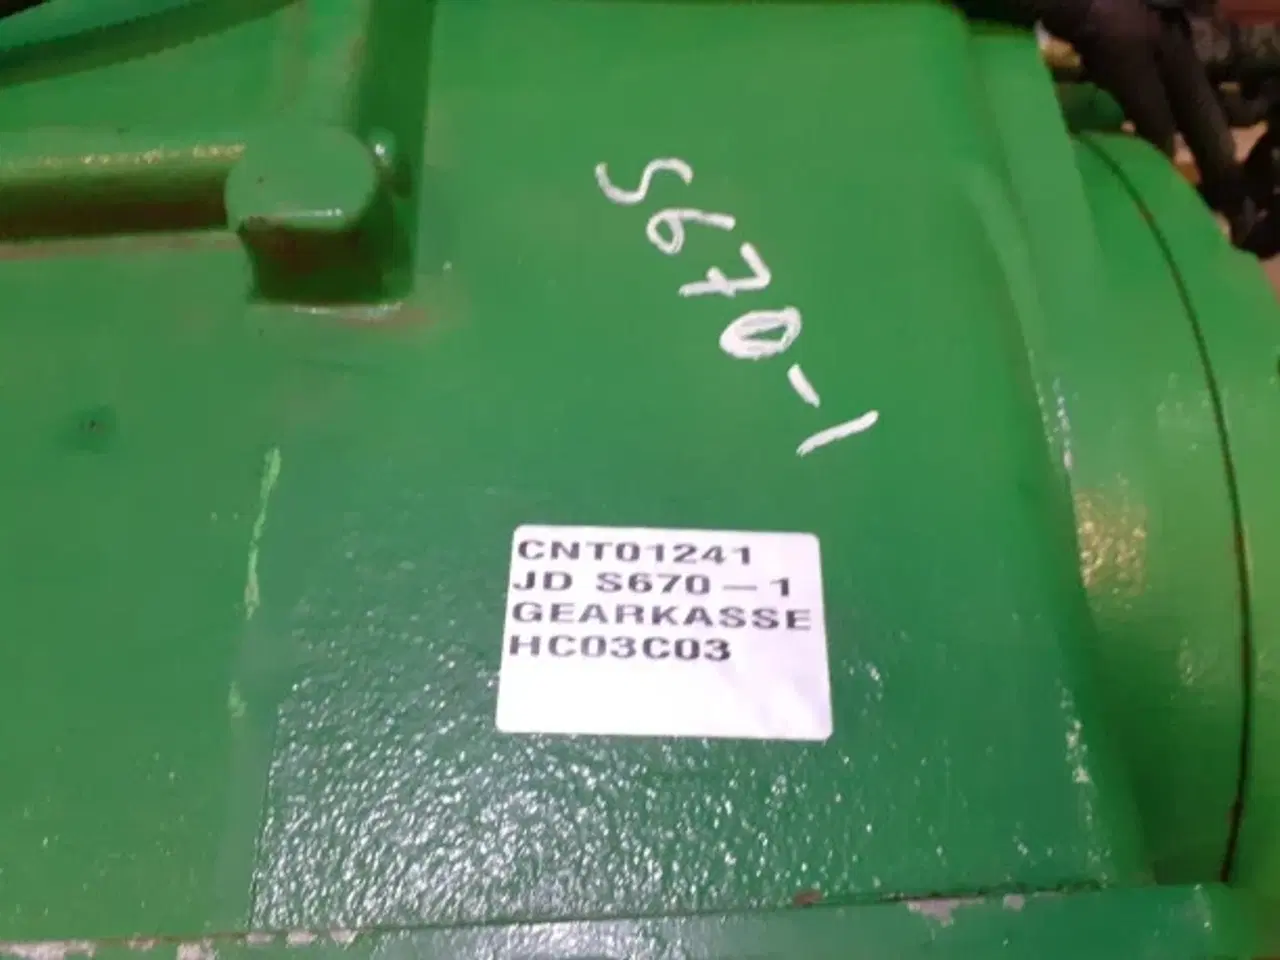 S670-1
CNT01241
JD S670-1
GEARKASSE
HC03C03